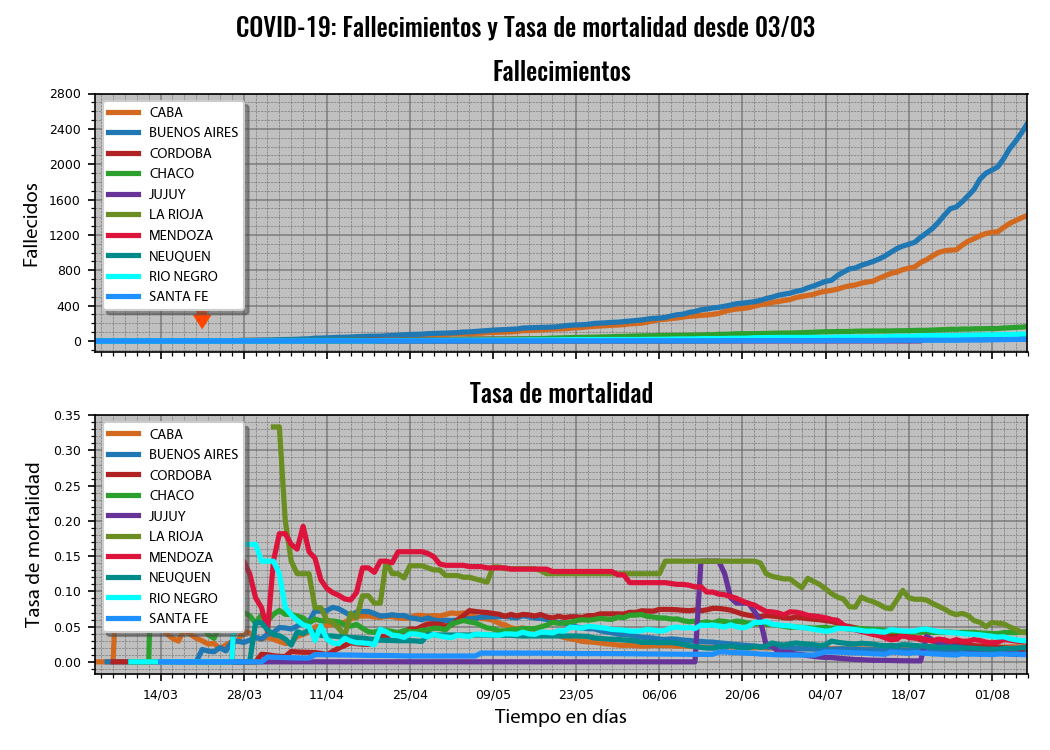 COVID-19: Fallecimientos y Tasa de mortalidad desde 03/03
Fallecimientos
2800
2400
2000
1600
1200
800
400
0
Fallecidos
CABA
BUENOS AIRES
CORDOBA
CHACO
JUJUY
LA RIOJA
MENDOZA
NEUQUEN
RIO NEGRO
SANTA FE
Tasa de mortalidad
0.35
0.30
0.25
0.20
0.15
0.10
0.05
0.00
Tasa de mortalidad
CABA
BUENOS AIRES
CORDOBA
CHACO
JUJUY
LA RIOJA
MENDOZA
NEUQUEN
RIO NEGRO
SANTA FE
14/03 28/03 11/04 25/04 09/05 23/05 06/06 20/06 04/07 18/07 01/08
Tiempo en días